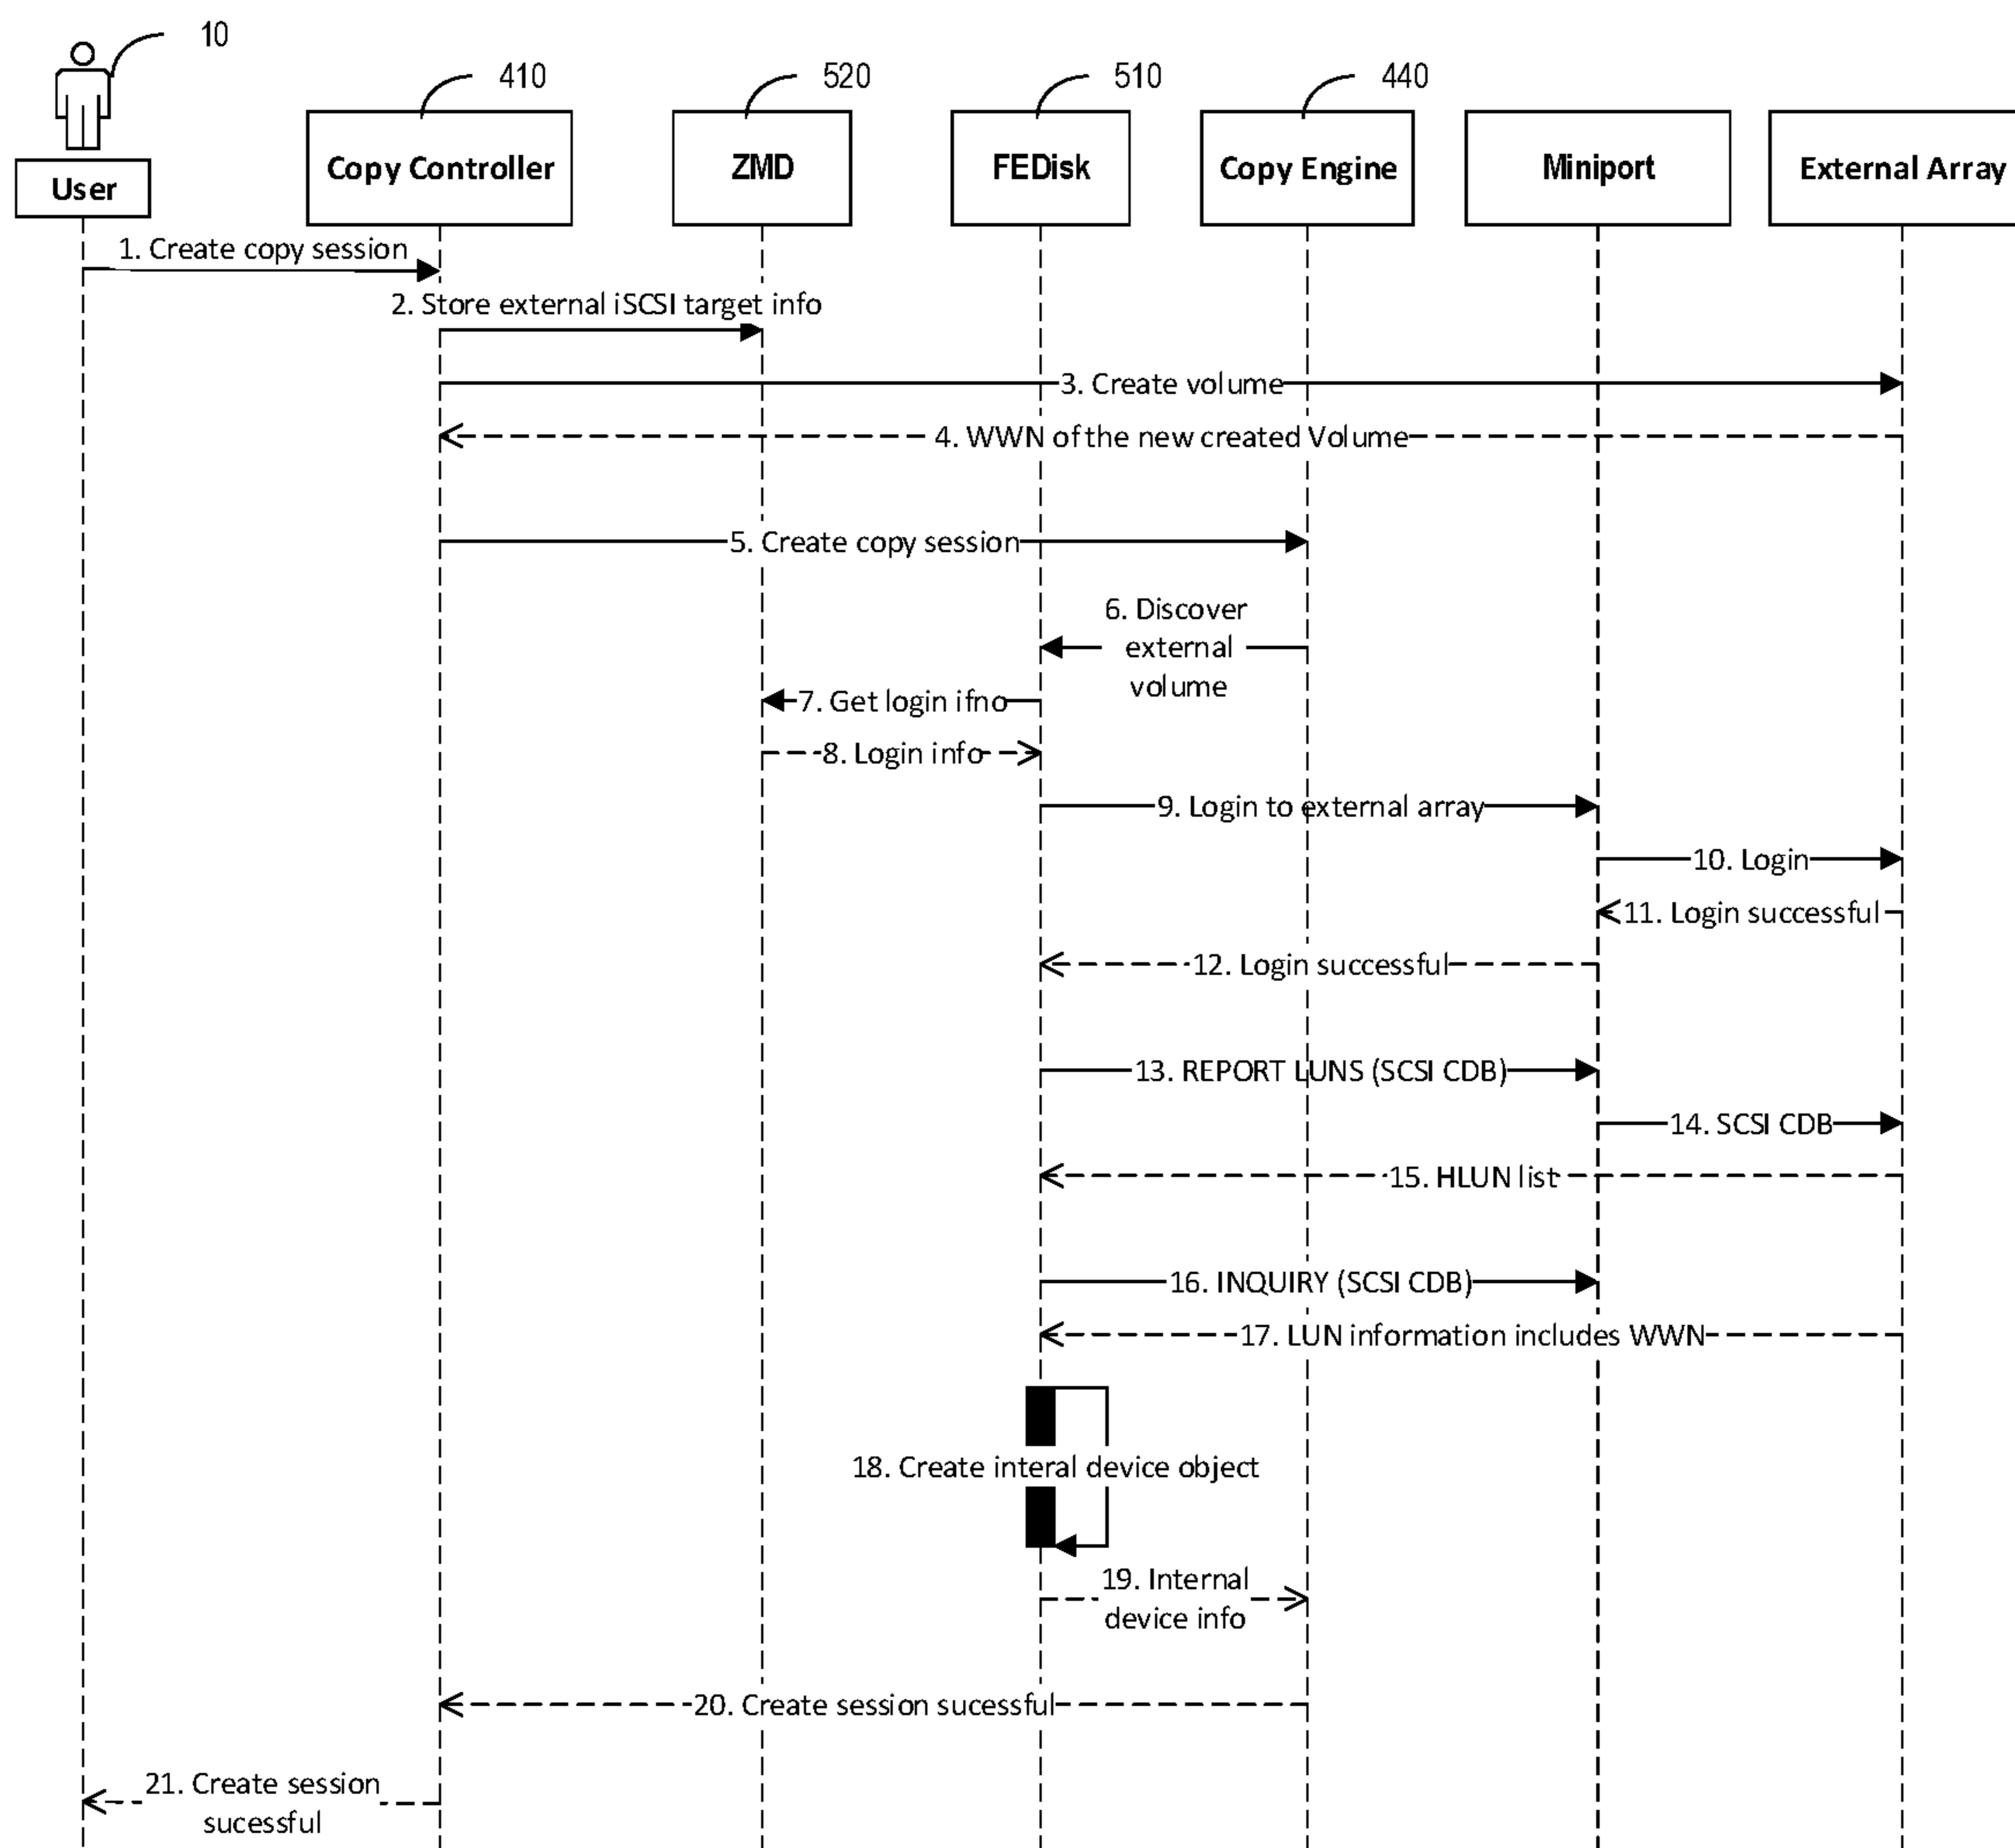 10
410
520
510
440
User
Copy Controller
ZMD
FEDisk
Copy Engine
Miniport
External Array
1. Create copy session
2. Store external iSCSI target info
3. Create volume
4. WWN of the new created Volume
5. Create copy session
6. Discover
external
volume
7. Get login ifno
8. Login info
9. Login to external array
10. Login
11. Login successful
12. Login successful
13. REPORT LUNS (SCSI CDB)
14. SCSI CDB
15. HLUN list
16. INQUIRY (SCSI CDB)
17. LUN information includes WWN
18. Create interal device object
19. Internal
device info
20. Create session sucessful
21. Create session
sucessful